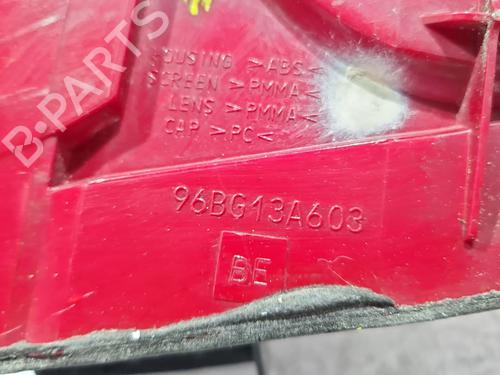 HOUSING >ABS<
SCREEN >PMMA<
LENS >PMMA<
CAP >PC<
96BG13A603
BE
B-PARTS